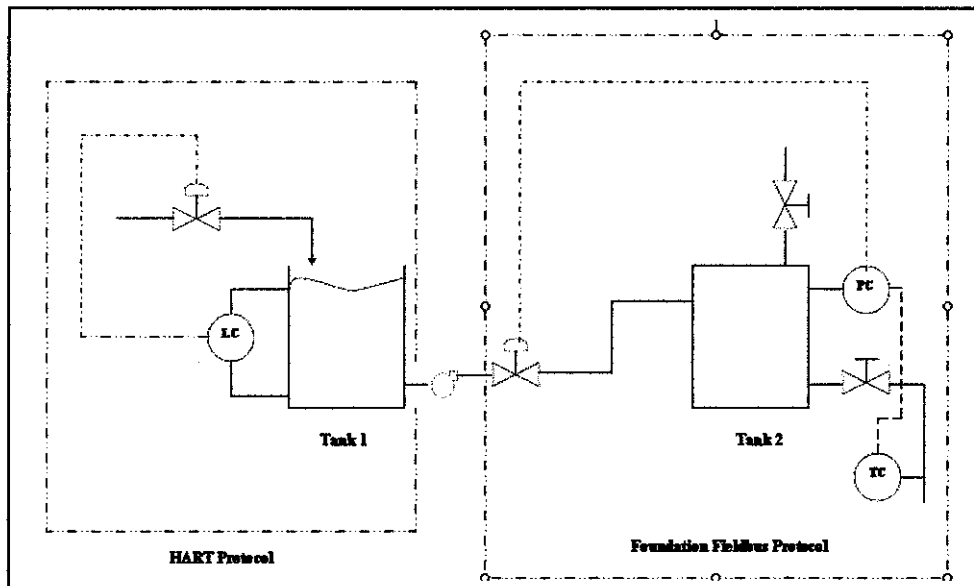 LC
PC
Tank 1
Tank 2
TC
HART Protocol
Foundation Fieldbus Protocol